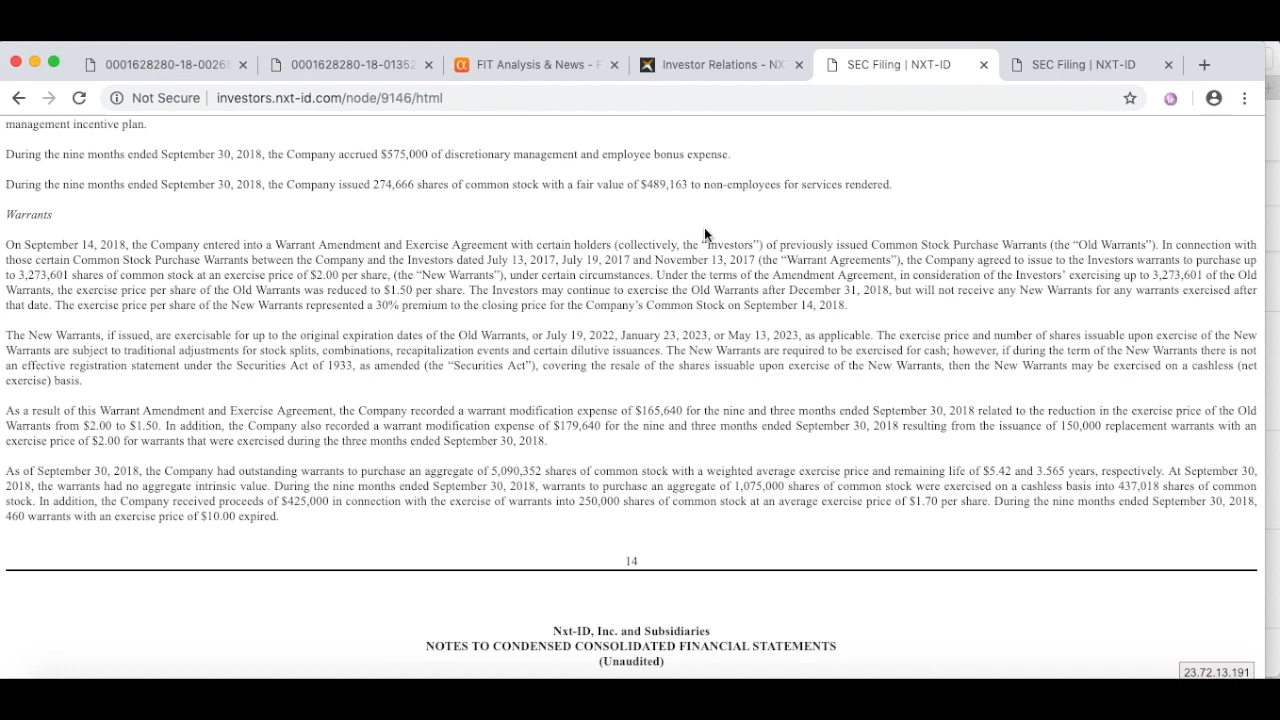 0001628280-18-0026
0001628280-18-01352
FIT Analysis & News - F
Investor Relations - NX
SEC Filing | NXT-ID
SEC Filing | NXT-ID
Not Secure
investors.nxt-id.com/node/9146/html
management incentive plan.
During the nine months ended September 30, 2018, the Company accrued $575,000 of discretionary management and employee bonus expense.
During the nine months ended September 30, 2018, the Company issued 274,666 shares of common stock with a fair value of $489,163 to non-employees for services rendered.
Warrants
On September 14, 2018, the Company entered into a Warrant Amendment and Exercise Agreement with certain holders (collectively, the “Investors”) of previously issued Common Stock Purchase Warrants (the “Old Warrants”). In connection with
those certain Common Stock Purchase Warrants between the Company and the Investors dated July 13, 2017, July 19, 2017 and November 13, 2017 (the “Warrant Agreements”), the Company agreed to issue to the Investors warrants to purchase up
to 3,273,601 shares of common stock at an exercise price of $2.00 per share, (the “New Warrants”), under certain circumstances. Under the terms of the Amendment Agreement, in consideration of the Investors’ exercising up to 3,273,601 of the Old
Warrants, the exercise price per share of the Old Warrants was reduced to $1.50 per share. The Investors may continue to exercise the Old Warrants after December 31, 2018, but will not receive any New Warrants for any warrants exercised after
that date. The exercise price per share of the New Warrants represented a 30% premium to the closing price for the Company’s Common Stock on September 14, 2018.
The New Warrants, if issued, are exercisable for up to the original expiration dates of the Old Warrants, or July 19, 2022, January 23, 2023, or May 13, 2023, as applicable. The exercise price and number of shares issuable upon exercise of the New
Warrants are subject to traditional adjustments for stock splits, combinations, recapitalization events and certain dilutive issuances. The New Warrants are required to be exercised for cash; however, if during the term of the New Warrants there is not
an effective registration statement under the Securities Act of 1933, as amended (the “Securities Act”), covering the resale of the shares issuable upon exercise of the New Warrants, then the New Warrants may be exercised on a cashless (net
exercise) basis.
As a result of this Warrant Amendment and Exercise Agreement, the Company recorded a warrant modification expense of $165,640 for the nine and three months ended September 30, 2018 related to the reduction in the exercise price of the Old
Warrants from $2.00 to $1.50. In addition, the Company also recorded a warrant modification expense of $179,640 for the nine and three months ended September 30, 2018 resulting from the issuance of 150,000 replacement warrants with an
exercise price of $2.00 for warrants that were exercised during the three months ended September 30, 2018.
As of September 30, 2018, the Company had outstanding warrants to purchase an aggregate of 5,090,352 shares of common stock with a weighted average exercise price and remaining life of $5.42 and 3.565 years, respectively. At September 30,
2018, the warrants had no aggregate intrinsic value. During the nine months ended September 30, 2018, warrants to purchase an aggregate of 1,075,000 shares of common stock were exercised on a cashless basis into 437,018 shares of common
stock. In addition, the Company received proceeds of $425,000 in connection with the exercise of warrants into 250,000 shares of common stock at an average exercise price of $1.70 per share. During the nine months ended September 30, 2018,
460 warrants with an exercise price of $10.00 expired.
14
Nxt-ID, Inc. and Subsidiaries
NOTES TO CONDENSED CONSOLIDATED FINANCIAL STATEMENTS
(Unaudited)
23.72.13.191